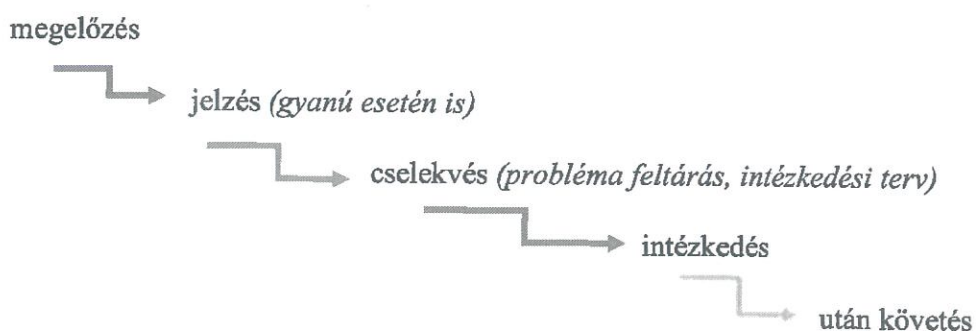 megelőzés
jelzés (gyanú esetén is)
cselekvés (probléma feltárás, intézkedési terv)
intézkedés
után követés